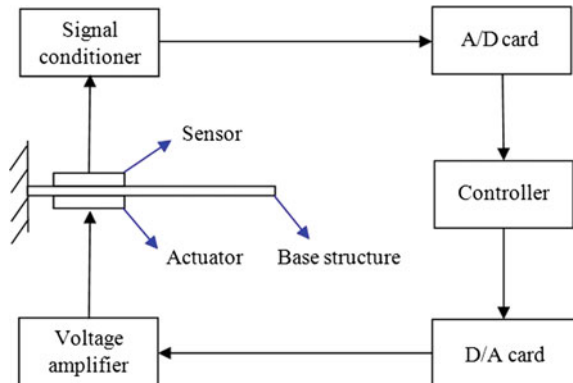 Signal
conditioner
A/D card
Sensor
Controller
Actuator
Base structure
Voltage
amplifier
D/A card